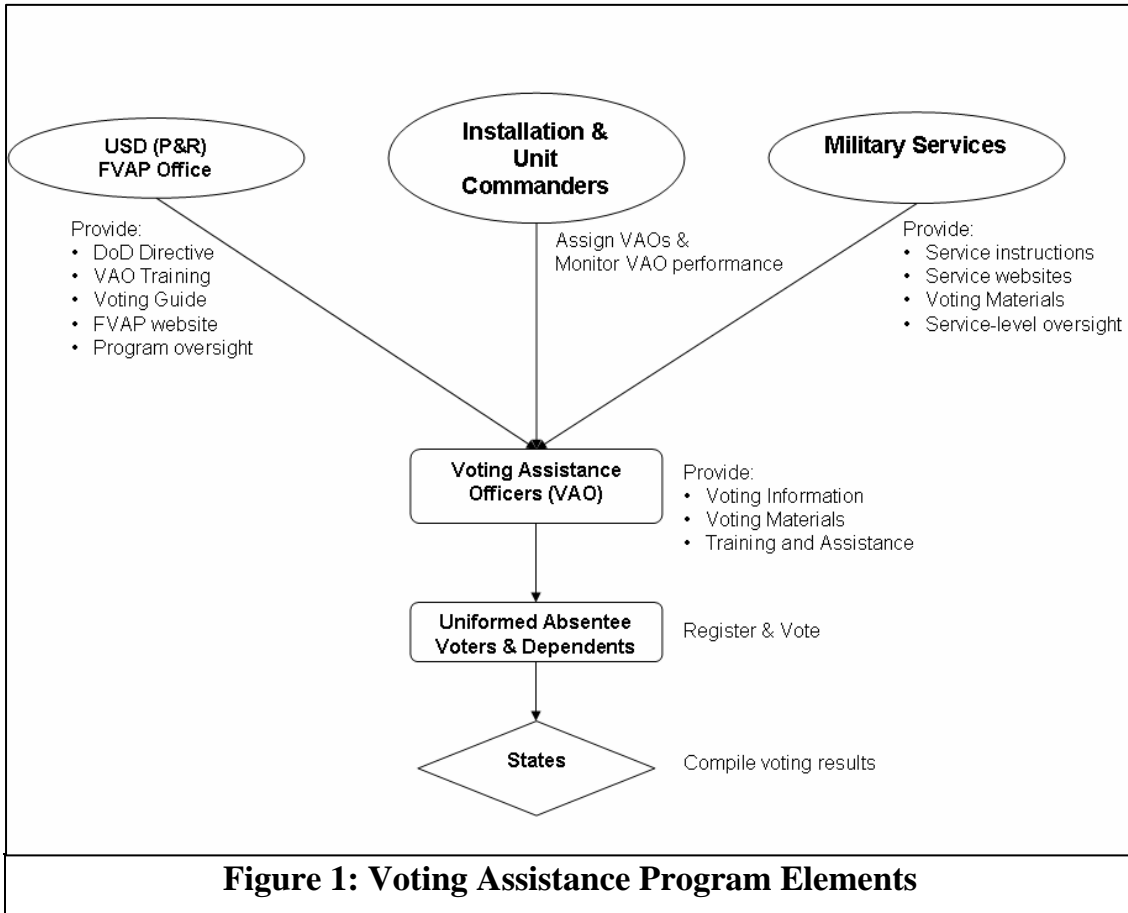 USD (P&R)
FVAP Office
Installation &
Unit
Commanders
Military Services
Provide:
• DoD Directive
• VAO Training
• Voting Guide
• FVAP website
• Program oversight
Assign VAOs &
Monitor VAO performance
Provide:
• Service instructions
• Service websites
• Voting Materials
• Service-level oversight
Voting Assistance
Officers (VAO)
Provide:
• Voting Information
• Voting Materials
• Training and Assistance
Uniformed Absentee
Voters & Dependents
Register & Vote
States
Compile voting results
Figure 1: Voting Assistance Program Elements